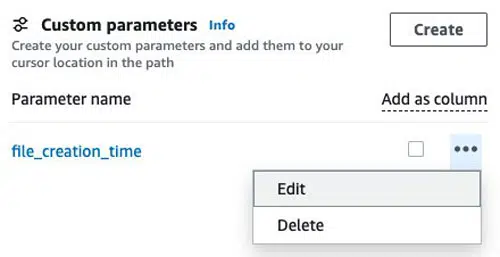 Custom parameters Info
Create
Create your custom parameters and add them to your
cursor location in the path
Parameter name
Add as column
file_creation_time
Edit
Delete